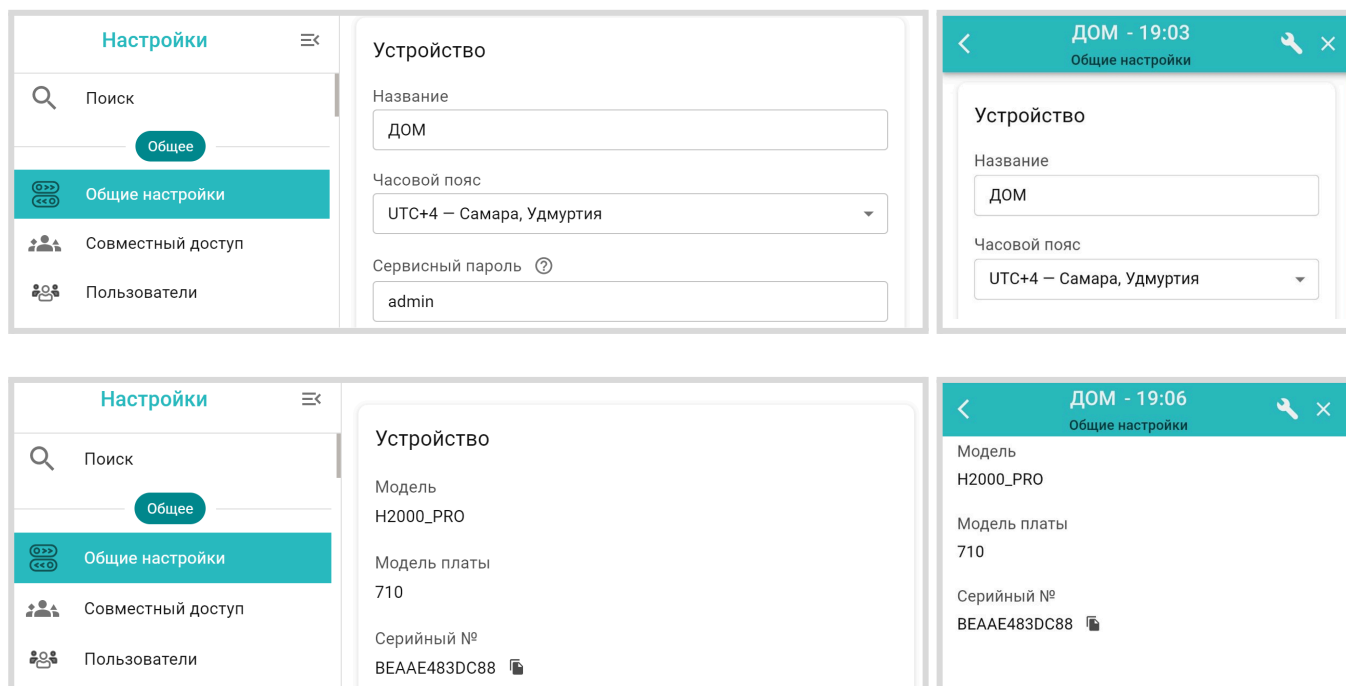 Настройки
Поиск
Общее
Общие настройки
Совместный доступ
Пользователи
Устройство
Название
ДОМ
Часовой пояс
UTC+4 — Самара, Удмуртия
Сервисный пароль ?
admin
ДОМ - 19:03
Общие настройки
Устройство
Название
ДОМ
Часовой пояс
UTC+4 — Самара, Удмуртия
Настройки
Поиск
Общее
Общие настройки
Совместный доступ
Пользователи
Устройство
Модель
H2000_PRO
Модель платы
710
Серийный №
BEAAE483DC88
ДОМ - 19:06
Общие настройки
Модель
H2000_PRO
Модель платы
710
Серийный №
BEAAE483DC88